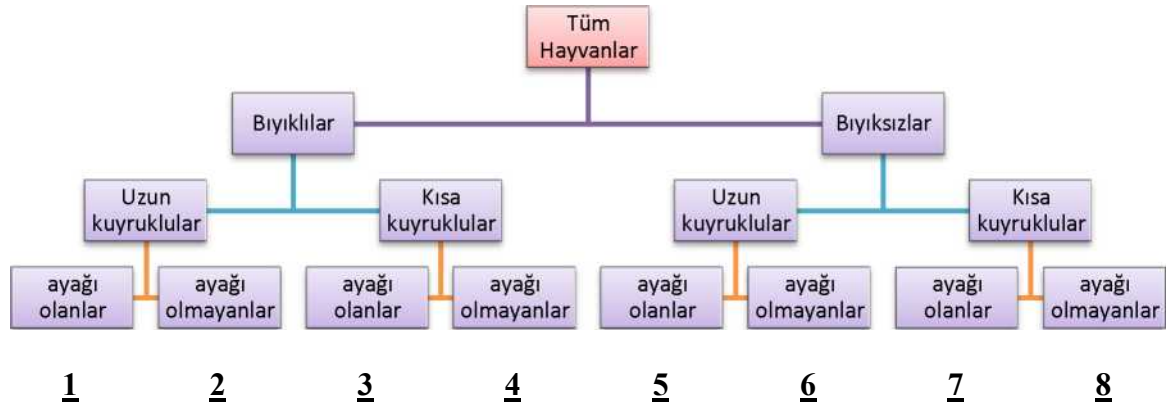 Tüm
Hayvanlar
Bıyıklılar
Bıyıksızlar
Uzun
kuyruklular
Kısa
kuyruklular
Uzun
kuyruklular
Kısa
kuyruklular
ayağı
olanlar
ayağı
olmayanlar
ayağı
olanlar
ayağı
olmayanlar
ayağı
olanlar
ayağı
olmayanlar
ayağı
olanlar
ayağı
olmayanlar
1 2 3 4 5 6 7 8